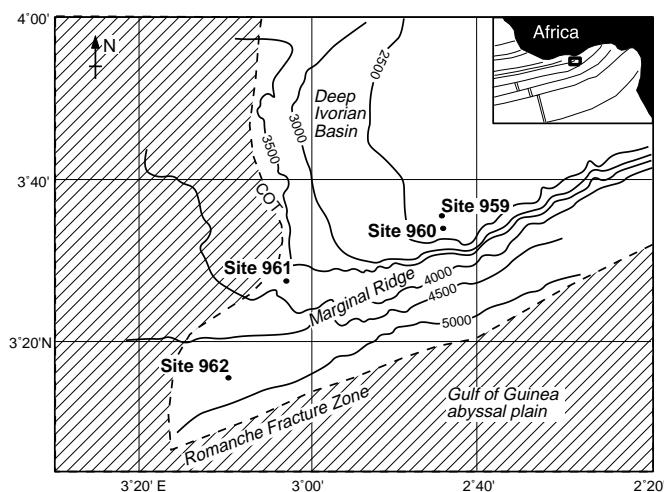 4°00'
N
Africa
Deep
Ivorian
Basin
2500
3000
3500
3°40'
COT
Site 959
Site 960
Site 961
Marginal Ridge
4000
4500
5000
3°20'N
Site 962
Romanche Fracture Zone
Gulf of Guinea
abyssal plain
3°20' E
3°00'
2°40'
2°20'